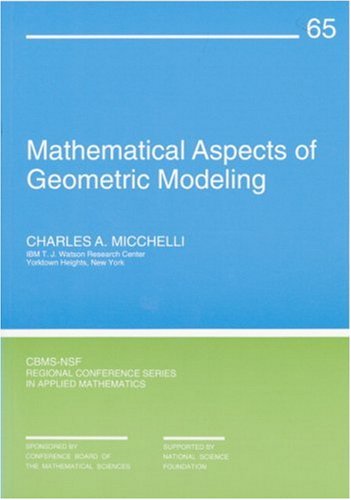 65
Mathematical Aspects of
Geometric Modeling
CHARLES A. MICCHELLI
IBM T. J. Watson Research Center
Yorktown Heights, New York
CBMS-NSF
REGIONAL CONFERENCE SERIES
IN APPLIED MATHEMATICS
SPONSORED BY
CONFERENCE BOARD OF
THE MATHEMATICAL SCIENCES
SUPPORTED BY
NATIONAL SCIENCE
FOUNDATION